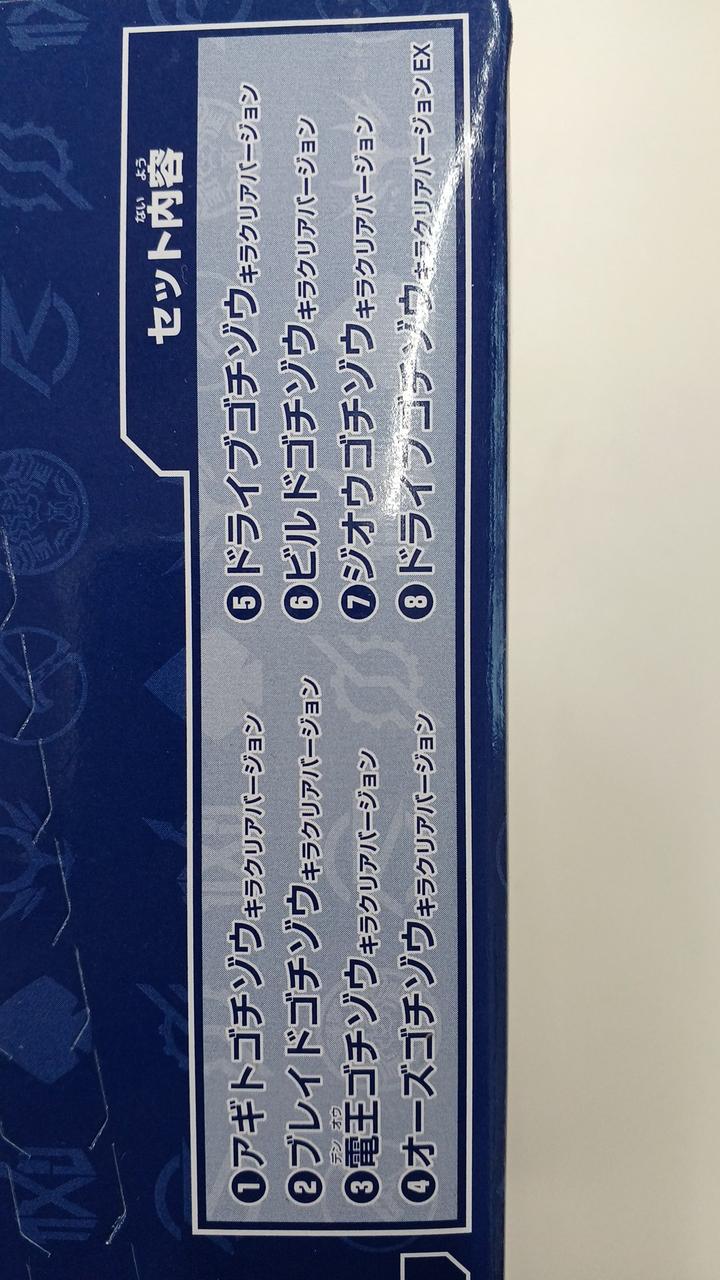 セット内容
ない よう
❶アギトゴチゾウキラクリアバージョン
❷ブレイドゴチゾウキラクリアバージョン
デン オウ
❸電王ゴチゾウキラクリアバージョン
❹オーズゴチゾウキラクリアバージョン
❺ドライブゴチゾウキラクリアバージョン
❻ビルドゴチゾウキラクリアバージョン
❼ジオウゴチゾウキラクリアバージョン
❽ドライブゴチゾウキラクリアバージョンEX